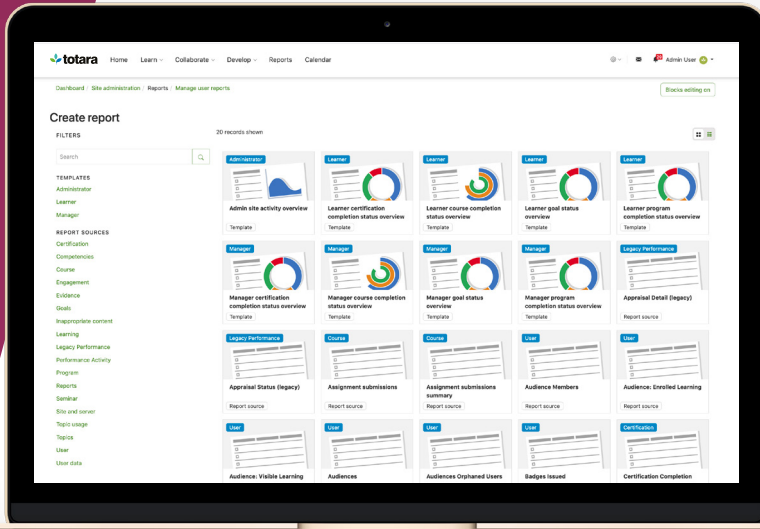 totara Home Learn Collaborate Develop Reports Calendar Admin User
Dashboard / Site administration / Reports / Manage user reports
Blocks editing on
Create report
FILTERS
20 records shown
Search
TEMPLATES
Administrator
Learner
Manager
REPORT SOURCES
Certification
Competencies
Course
Engagement
Evidence
Goals
Inappropriate content
Learning
Legacy Performance
Performance Activity
Program
Reports
Seminar
Site and server
Topic usage
Topics
User
User data
Administrator
Admin site activity overview
Template
Learner
Learner certification
completion status overview
Template
Learner
Learner course completion
status overview
Template
Learner
Learner goal status
overview
Template
Learner
Learner program
completion status overview
Template
Manager
Manager certification
completion status overview
Template
Manager
Manager course completion
status overview
Template
Manager
Manager goal status
overview
Template
Manager
Manager program
completion status overview
Template
Legacy Performance
Appraisal Detail (legacy)
Report source
Legacy Performance
Appraisal Status (legacy)
Report source
Course
Assignment submissions
Report source
Course
Assignment submissions
summary
Report source
User
Audience Members
Report source
User
Audience: Enrolled Learning
Report source
User
Audience: Visible Learning
User
Audiences
User
Audiences Orphaned Users
User
Badges Issued
Certification
Certification Completion